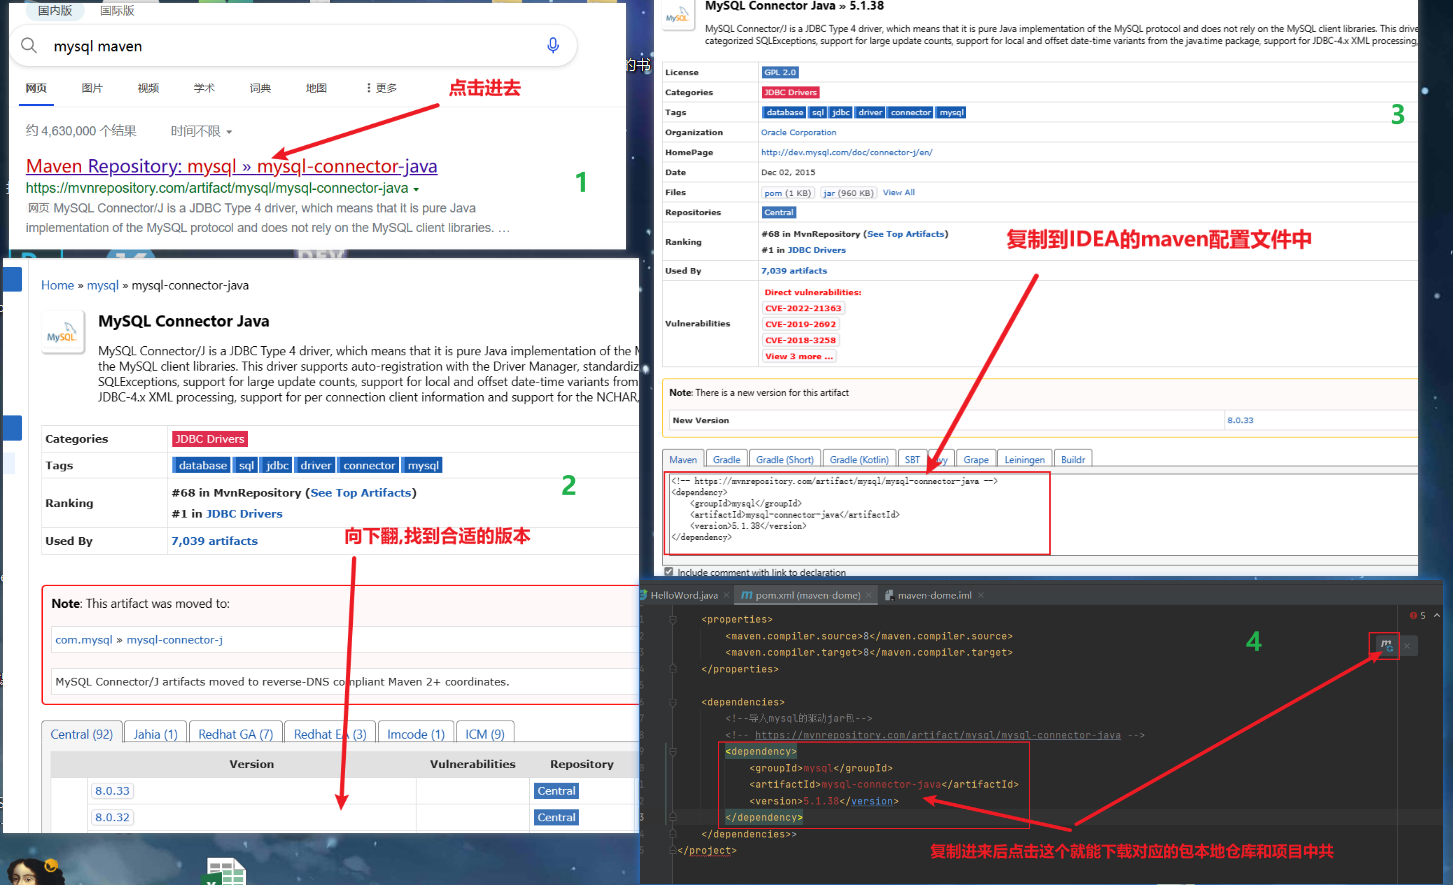 国内版 国际版
mysql maven
网页 图片 视频 学术 词典 地图 更多
点击进去
约 4,630,000 个结果 时间不限
Maven Repository: mysql » mysql-connector-java
https://mvnrepository.com/artifact/mysql/mysql-connector-java
网页 MySQL Connector/J is a JDBC Type 4 driver, which means that it is pure Java
implementation of the MySQL protocol and does not rely on the MySQL client libraries. …
1
的书
Home » mysql » mysql-connector-java
MySQL
MySQL Connector Java
MySQL Connector/J is a JDBC Type 4 driver, which means that it is pure Java implementation of the
the MySQL client libraries. This driver supports auto-registration with the Driver Manager, standardiz
SQLExceptions, support for large update counts, support for local and offset date-time variants from
JDBC-4.x XML processing, support for per connection client information and support for the NCHAR,
Categories JDBC Drivers
Tags database sql jdbc driver connector mysql
Ranking #68 in MvnRepository (See Top Artifacts)
#1 in JDBC Drivers
Used By 7,039 artifacts
2
向下翻,找到合适的版本
Note: This artifact was moved to:
com.mysql » mysql-connector-j
MySQL Connector/J artifacts moved to reverse-DNS compliant Maven 2+ coordinates.
Central (92) Jahia (1) Redhat GA (7) Redhat EA (3) Imcode (1) ICM (9)
Version Vulnerabilities Repository
8.0.33 Central
8.0.32 Central
MySQL
MySQL Connector Java » 5.1.38
MySQL Connector/J is a JDBC Type 4 driver, which means that it is pure Java implementation of the MySQL protocol and does not rely on the MySQL client libraries. This drive
categorized SQLExceptions, support for large update counts, support for local and offset date-time variants from the java.time package, support for JDBC-4.x XML processing,
License GPL 2.0
Categories JDBC Drivers
Tags database sql jdbc driver connector mysql
Organization Oracle Corporation
HomePage http://dev.mysql.com/doc/connector-j/en/
Date Dec 02, 2015
Files pom (1 KB) jar (960 KB) View All
Repositories Central
Ranking #68 in MvnRepository (See Top Artifacts)
#1 in JDBC Drivers
Used By 7,039 artifacts
Vulnerabilities Direct vulnerabilities:
CVE-2022-21363
CVE-2019-2692
CVE-2018-3258
View 3 more ...
3
复制到IDEA的maven配置文件中
Note: There is a new version for this artifact
New Version 8.0.33
Maven Gradle Gradle (Short) Gradle (Kotlin) SBT Grape Leiningen Buildr
<!-- https://mvnrepository.com/artifact/mysql/mysql-connector-java -->
<dependency>
<groupId>mysql</groupId>
<artifactId>mysql-connector-java</artifactId>
<version>5.1.38</version>
</dependency>
Include comment with link to declaration
HelloWord.java × m pom.xml (maven-dome) × maven-dome.iml ×
5
<properties>
<maven.compiler.source>8</maven.compiler.source>
<maven.compiler.target>8</maven.compiler.target>
</properties>
4
<dependencies>
<!--导入mysql的驱动jar包-->
<!-- https://mvnrepository.com/artifact/mysql/mysql-connector-java -->
<dependency>
<groupId>mysql</groupId>
<artifactId>mysql-connector-java</artifactId>
<version>5.1.38</version>
</dependency>
</dependencies>>
</project>
复制进来后点击这个就能下载对应的包本地仓库和项目中共